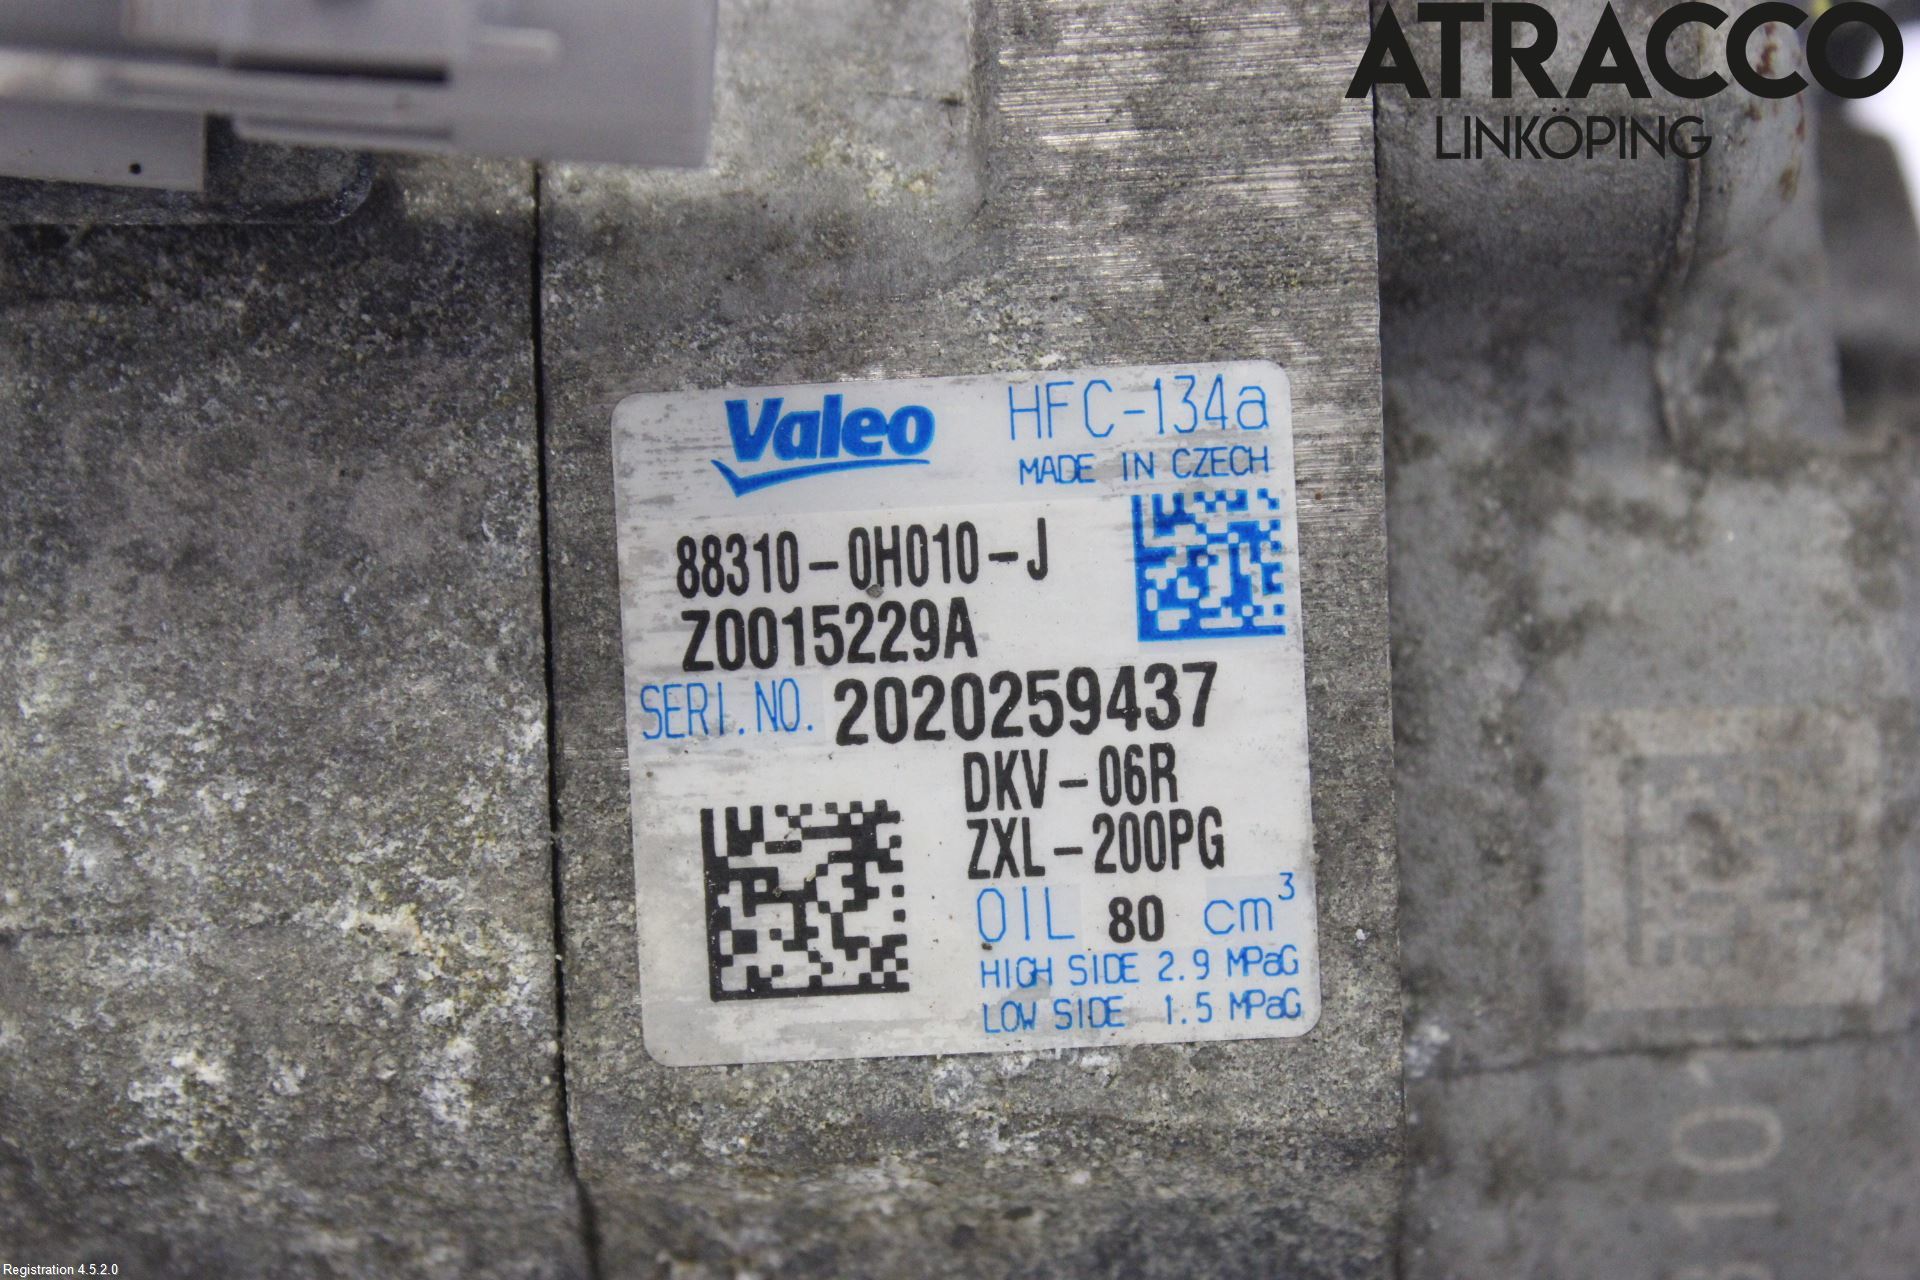 ATRACCO
LINKÖPING
Valeo HFC-134a
MADE IN CZECH
88310-0H010-J
Z0015229A
SERI.NO. 2020259437
DKV-06R
ZXL-200PG
OIL 80 cm³
HIGH SIDE 2.9 MPaG
LOW SIDE 1.5 MPaG
Registration 4.5.2.0